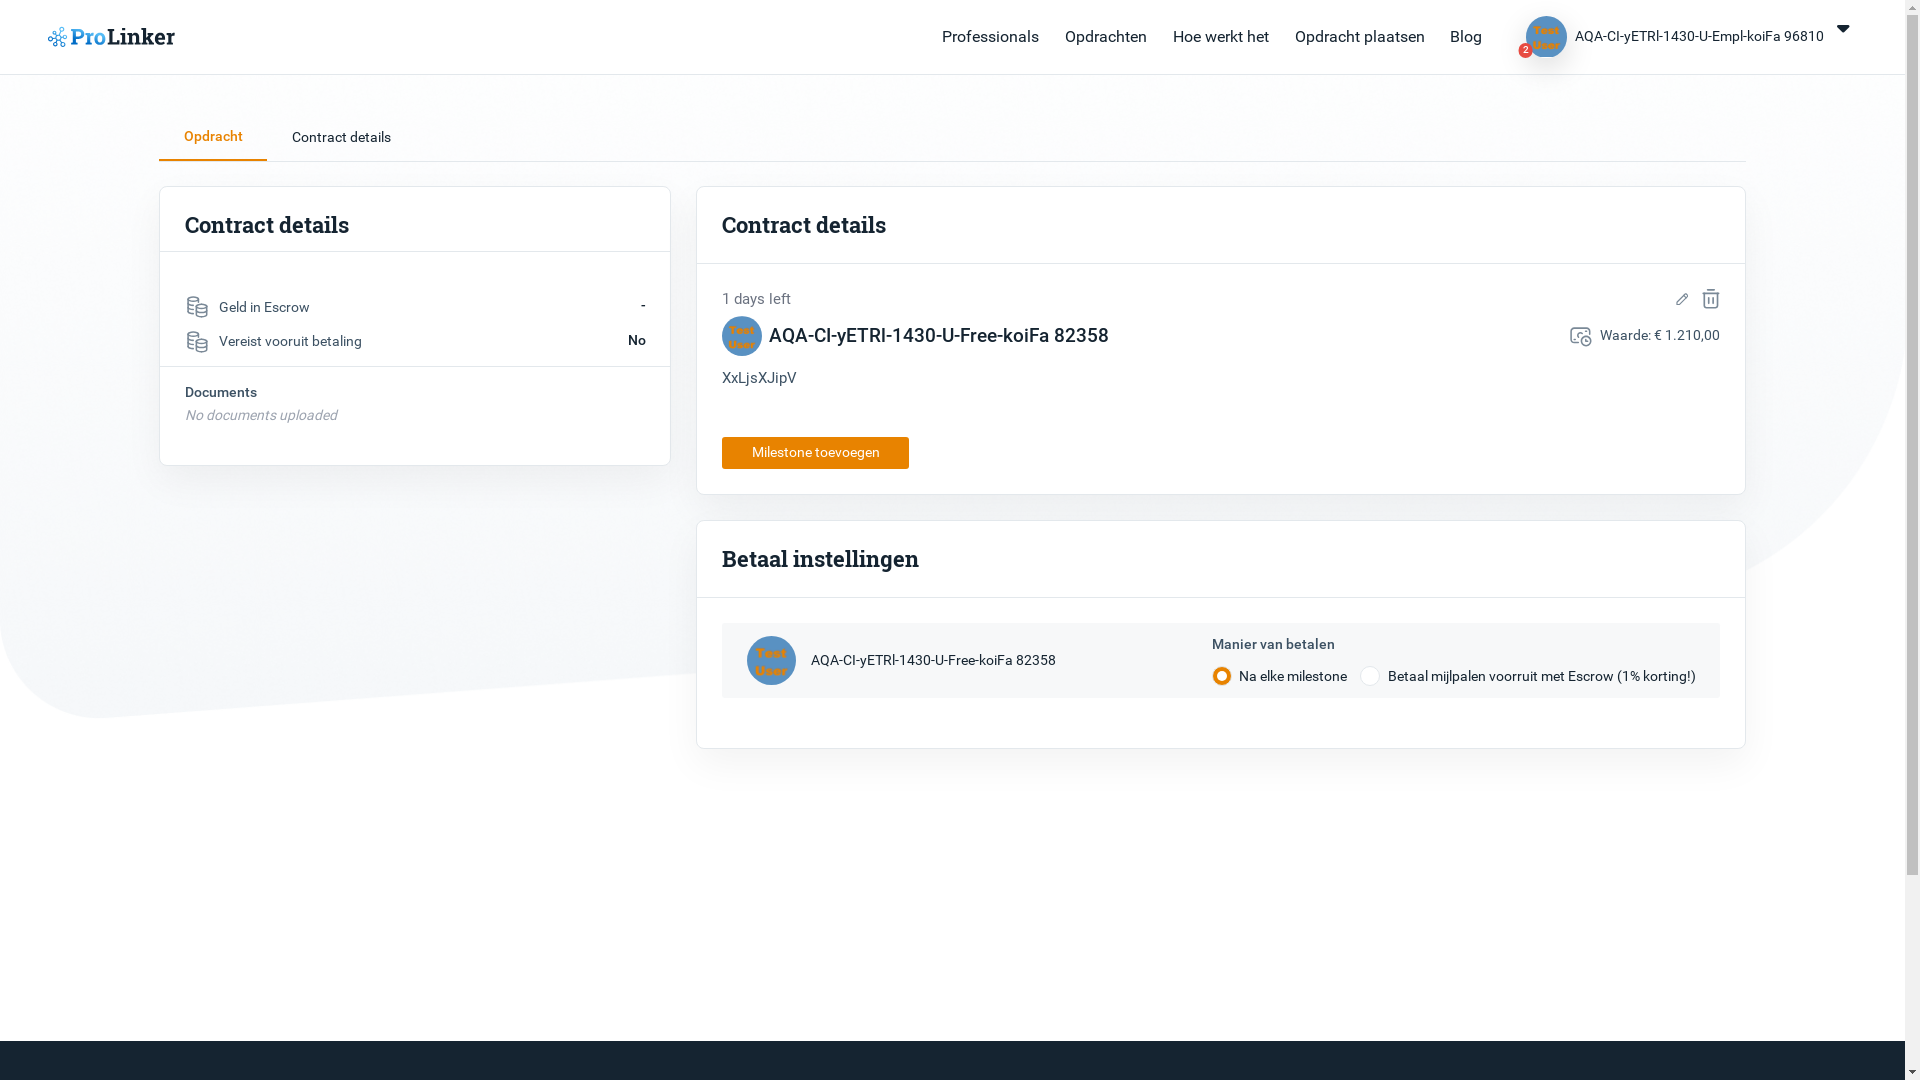 ProLinker
Professionals
Opdrachten
Hoe werkt het
Opdracht plaatsen
Blog
Test
User
2
AQA-CI-yETRl-1430-U-Empl-koiFa 96810
Opdracht
Contract details
Contract details
Geld in Escrow
-
Vereist vooruit betaling
No
Documents
No documents uploaded
Contract details
1 days left
Test
User
AQA-CI-yETRl-1430-U-Free-koiFa 82358
Waarde: € 1.210,00
XxLjsXJipV
Milestone toevoegen
Betaal instellingen
Test
User
AQA-CI-yETRl-1430-U-Free-koiFa 82358
Manier van betalen
Na elke milestone
Betaal mijlpalen voorruit met Escrow (1% korting!)